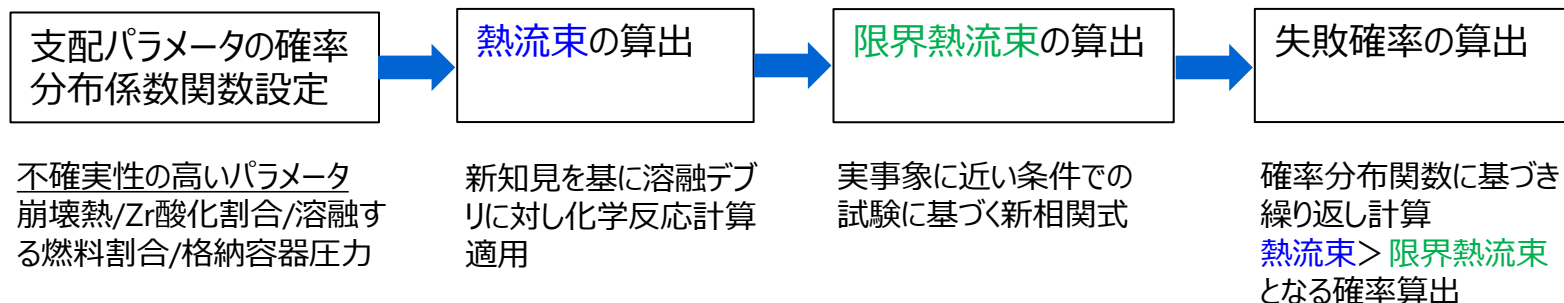 支配パラメータの確率
分布係数関数設定
熱流束の算出
限界熱流束の算出
失敗確率の算出
不確実性の高いパラメータ
崩壊熱/Zr酸化割合/溶融す
る燃料割合/格納容器圧力
新知見を基に溶融デブ
リに対し化学反応計算
適用
実事象に近い条件での
試験に基づく新相関式
確率分布関数に基づき
繰り返し計算
熱流束＞限界熱流束
となる確率算出